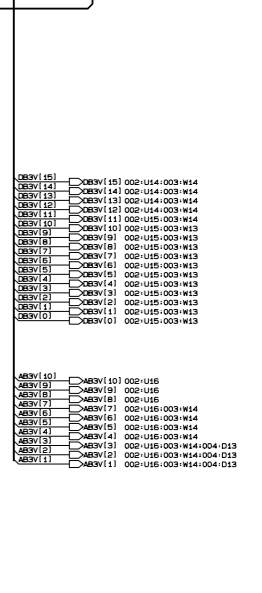 DB3V[15] DB3V[15] 002:U14;003:W14
DB3V[14] DB3V[14] 002:U14;003:W14
DB3V[13] DB3V[13] 002:U14;003:W14
DB3V[12] DB3V[12] 002:U14;003:W14
DB3V[11] DB3V[11] 002:U15;003:W14
DB3V[10] DB3V[10] 002:U15;003:W13
DB3V[9] DB3V[9] 002:U15;003:W13
DB3V[8] DB3V[8] 002:U15;003:W13
DB3V[7] DB3V[7] 002:U15;003:W13
DB3V[6] DB3V[6] 002:U15;003:W13
DB3V[5] DB3V[5] 002:U15;003:W13
DB3V[4] DB3V[4] 002:U15;003:W13
DB3V[3] DB3V[3] 002:U15;003:W13
DB3V[2] DB3V[2] 002:U15;003:W13
DB3V[1] DB3V[1] 002:U15;003:W13
DB3V[0] DB3V[0] 002:U15;003:W13
AB3V[10] AB3V[10] 002:U16
AB3V[9] AB3V[9] 002:U16
AB3V[8] AB3V[8] 002:U16
AB3V[7] AB3V[7] 002:U16;003:W14
AB3V[6] AB3V[6] 002:U16;003:W14
AB3V[5] AB3V[5] 002:U16;003:W14
AB3V[4] AB3V[4] 002:U16;003:W14
AB3V[3] AB3V[3] 002:U16;003:W14;004:D13
AB3V[2] AB3V[2] 002:U16;003:W14;004:D13
AB3V[1] AB3V[1] 002:U16;003:W14;004:D13